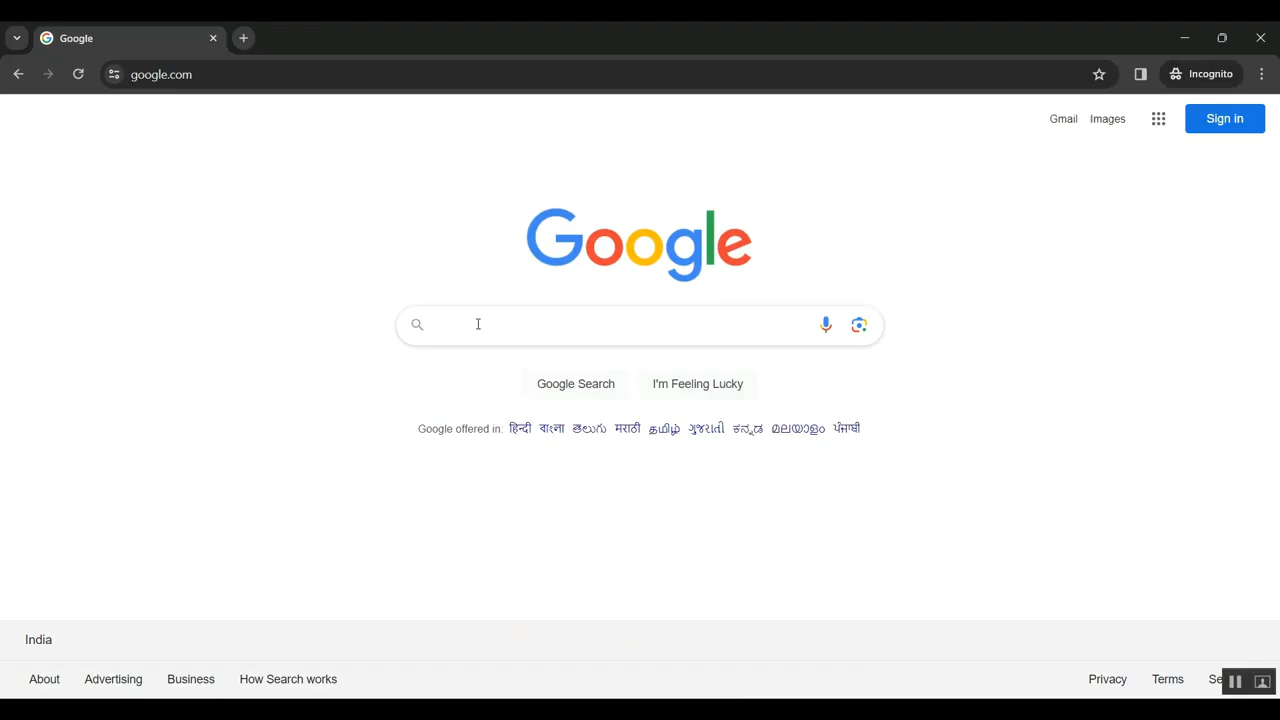 Google
google.com
Incognito
Gmail Images
Sign in
Google
Google Search I'm Feeling Lucky
Google offered in: हिन्दी বাংলা తెలుగు मराठी தமிழ் ગુજરાતી ಕನ್ನಡ മലയാളം ਪੰਜਾਬੀ
India
About Advertising Business How Search works Privacy Terms